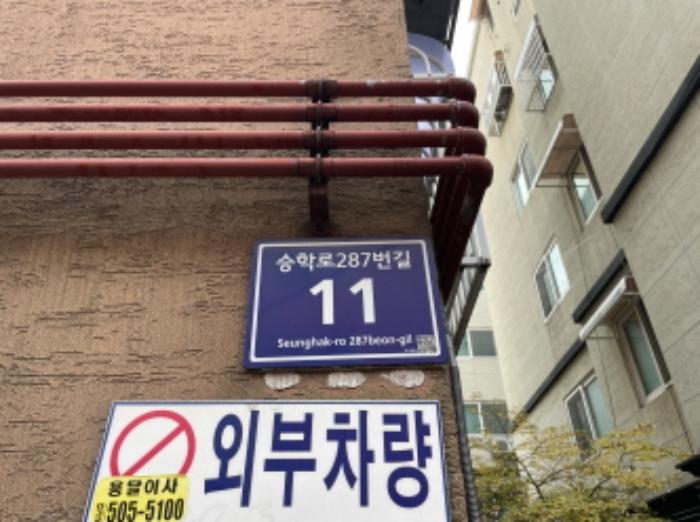 승학로287번길
11
Seunghak-ro 287beon-gil
외부차량
용달이사
505-5100